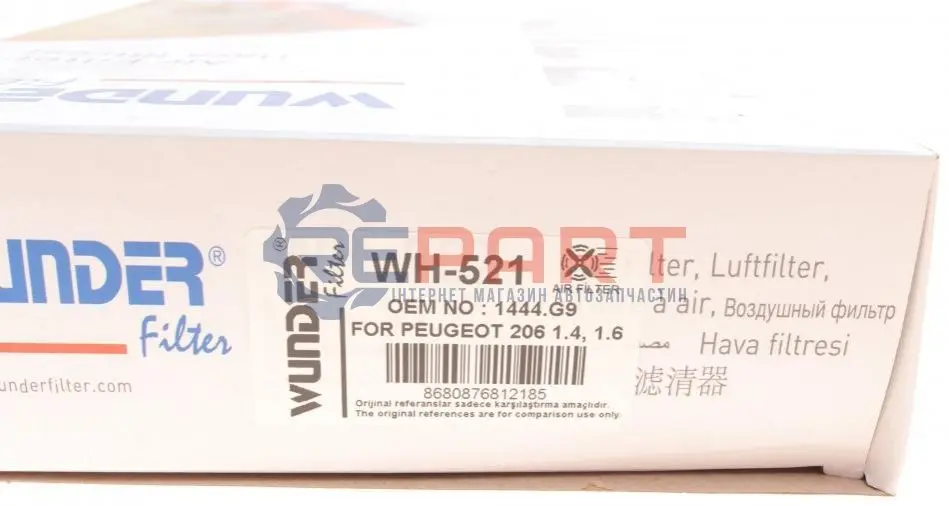 WUNDER
UNDER®
Filter
underfilter.com
WUNDER®
Filter
WH-521
AIR FILTER
OEM NO : 1444.G9
FOR PEUGEOT 206 1.4, 1.6
8680876812185
Orijinal referanslar sadece karşılaştırma amaçlıdır.
The original references are for comparison use only.
lter, Luftfilter,
a air, Воздушный фильтр
Hava filtresi
滤清器
REPART
ІНТЕРНЕТ МАГАЗИН АВТОЗАПЧАСТИН